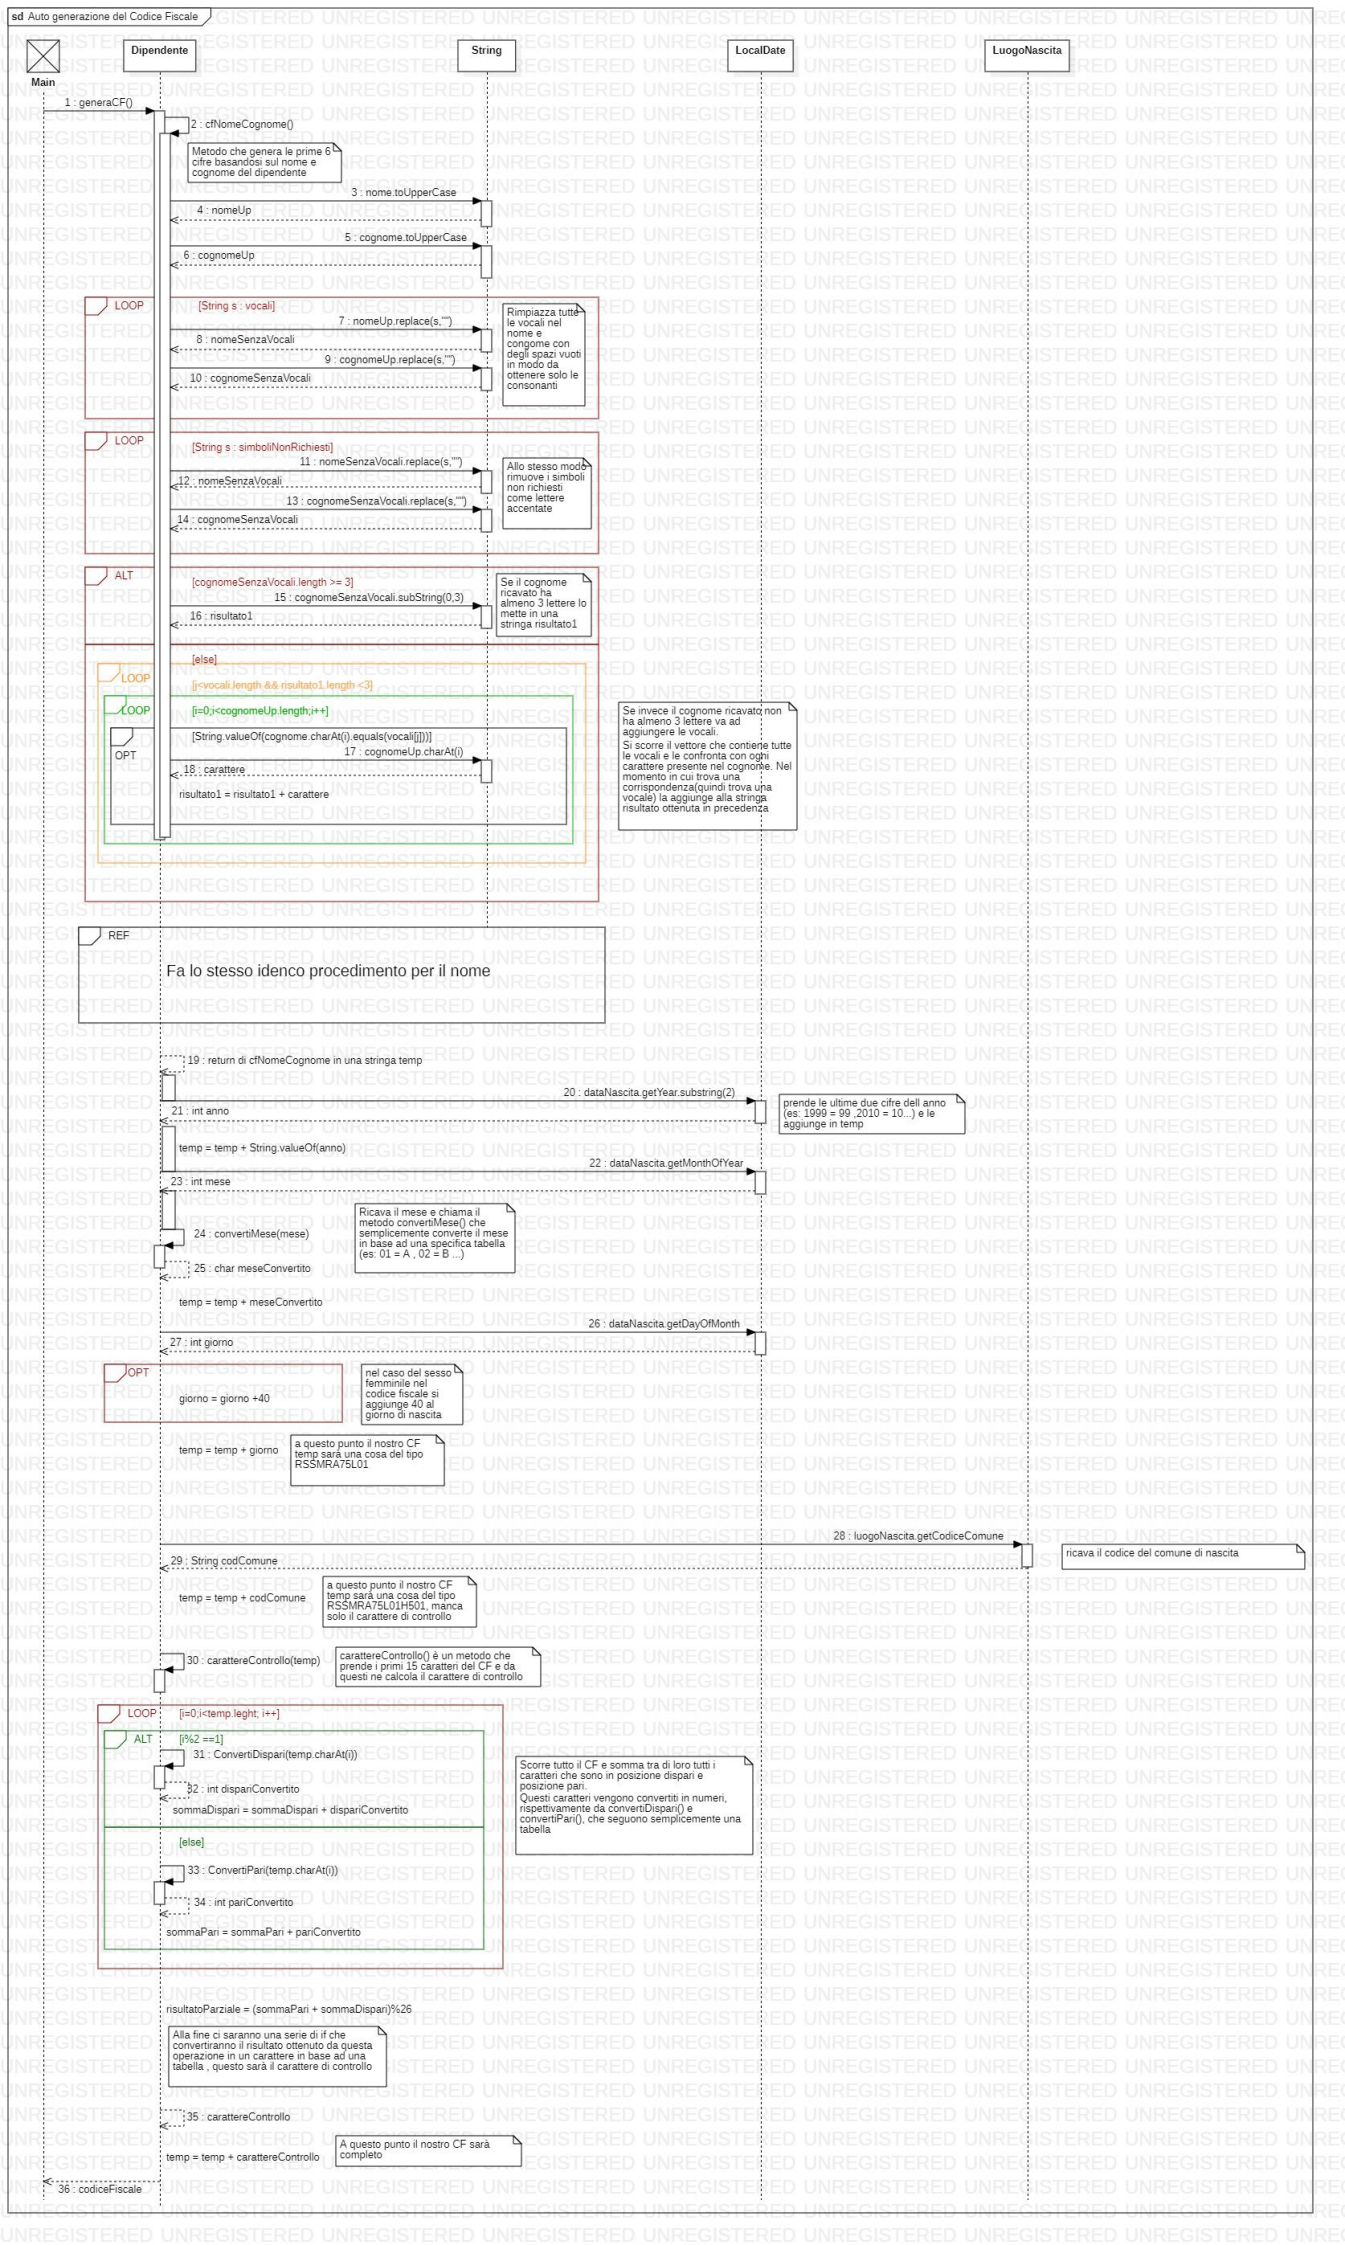 sd Auto generazione del Codice Fiscale
Main
Dipendente
String
LocalDate
LuogoNascita
1 : generaCF()
2 : cfNomeCognome()
Metodo che genera le prime 6
cifre basandosi sul nome e
cognome del dipendente
3 : nome.toUpperCase
4 : nomeUp
5 : cognome.toUpperCase
6 : cognomeUp
LOOP
[String s : vocali]
7 : nomeUp.replace(s,"")
8 : nomeSenzaVocali
9 : cognomeUp.replace(s,"")
10 : cognomeSenzaVocali
Rimpiazza tutte
le vocali nel
nome e
congome con
degli spazi vuoti
in modo da
ottenere solo le
consonanti
LOOP
[String s : simboliNonRichiesti]
11 : nomeSenzaVocali.replace(s,"")
12 : nomeSenzaVocali
13 : cognomeSenzaVocali.replace(s,"")
14 : cognomeSenzaVocali
Allo stesso modo
rimuove i simboli
non richiesti
come lettere
accentate
ALT
[cognomeSenzaVocali.length >= 3]
15 : cognomeSenzaVocali.subString(0,3)
16 : risultato1
Se il cognome
ricavato ha
almeno 3 lettere lo
mette in una
stringa risultato1
[else]
LOOP
[j<vocali.length && risultato1.length <3]
LOOP
[i=0;i<cognomeUp.length;i++]
OPT
[String.valueOf(cognome.charAt(i).equals(vocali[j]))]
17 : cognomeUp.charAt(i)
18 : carattere
risultato1 = risultato1 + carattere
Se invece il cognome ricavato non
ha almeno 3 lettere va ad
aggiungere le vocali.
Si scorre il vettore che contiene tutte
le vocali e le confronta con ogni
carattere presente nel cognome. Nel
momento in cui trova una
corrispondenza(quindi trova una
vocale) la aggiunge alla stringa
risultato ottenuta in precedenza
REF
Fa lo stesso idenco procedimento per il nome
19 : return di cfNomeCognome in una stringa temp
20 : dataNascita.getYear.substring(2)
21 : int anno
prende le ultime due cifre dell anno
(es: 1999 = 99 ,2010 = 10...) e le
aggiunge in temp
temp = temp + String.valueOf(anno)
22 : dataNascita.getMonthOfYear
23 : int mese
24 : convertiMese(mese)
25 : char meseConvertito
Ricava il mese e chiama il
metodo convertiMese() che
semplicemente converte il mese
in base ad una specifica tabella
(es: 01 = A , 02 = B ...)
temp = temp + meseConvertito
26 : dataNascita.getDayOfMonth
27 : int giorno
OPT
giorno = giorno +40
nel caso del sesso
femminile nel
codice fiscale si
aggiunge 40 al
giorno di nascita
temp = temp + giorno
a questo punto il nostro CF
temp sarà una cosa del tipo
RSSMRA75L01
28 : luogoNascita.getCodiceComune
29 : String codComune
ricava il codice del comune di nascita
temp = temp + codComune
a questo punto il nostro CF
temp sarà una cosa del tipo
RSSMRA75L01H501, manca
solo il carattere di controllo
30 : carattereControllo(temp)
carattereControllo() è un metodo che
prende i primi 15 caratteri del CF e da
questi ne calcola il carattere di controllo
LOOP
[i=0;i<temp.leght; i++]
ALT
[i%2 ==1]
31 : ConvertiDispari(temp.charAt(i))
32 : int dispariConvertito
sommaDispari = sommaDispari + dispariConvertito
[else]
33 : ConvertiPari(temp.charAt(i))
34 : int pariConvertito
sommaPari = sommaPari + pariConvertito
Scorre tutto il CF e somma tra di loro tutti i
caratteri che sono in posizione dispari e
posizione pari.
Questi caratteri vengono convertiti in numeri,
rispettivamente da convertiDispari() e
convertiPari(), che seguono semplicemente una
tabella
risultatoParziale = (sommaPari + sommaDispari)%26
Alla fine ci saranno una serie di if che
convertiranno il risultato ottenuto da questa
operazione in un carattere in base ad una
tabella , questo sarà il carattere di controllo
35 : carattereControllo
temp = temp + carattereControllo
A questo punto il nostro CF sarà
completo
36 : codiceFiscale